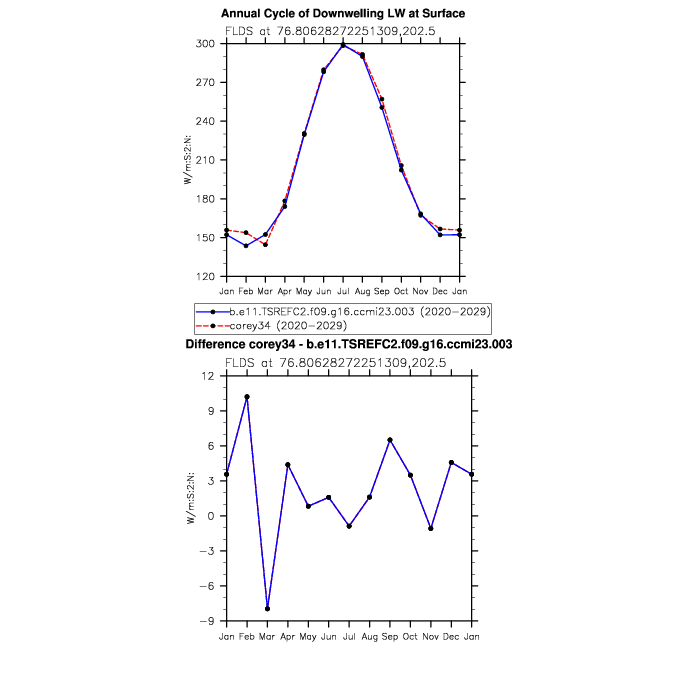 Annual Cycle of Downwelling LW at Surface
FLDS at 76.80628272251309,202.5
300
270
240
210
180
150
120
W/m:S:2:N:
Jan Feb Mar Apr May Jun Jul Aug Sep Oct Nov Dec Jan
b.e11.TSREFC2.f09.g16.ccmi23.003 (2020-2029)
corey34 (2020-2029)
Difference corey34 - b.e11.TSREFC2.f09.g16.ccmi23.003
FLDS at 76.80628272251309,202.5
12
9
6
3
0
-3
-6
-9
W/m:S:2:N:
Jan Feb Mar Apr May Jun Jul Aug Sep Oct Nov Dec Jan